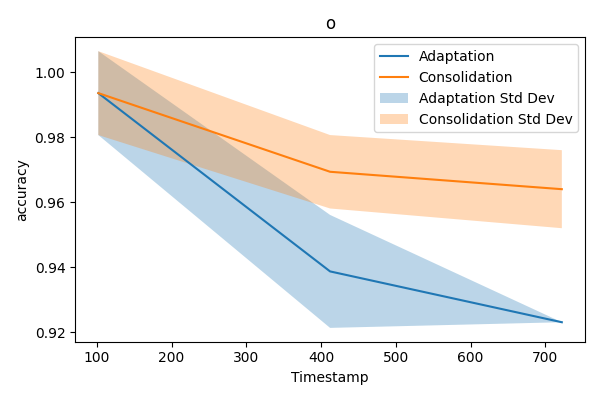 o
Adaptation
Consolidation
Adaptation Std Dev
Consolidation Std Dev
accuracy
1.00
0.98
0.96
0.94
0.92
100
200
300
400
500
600
700
Timestamp